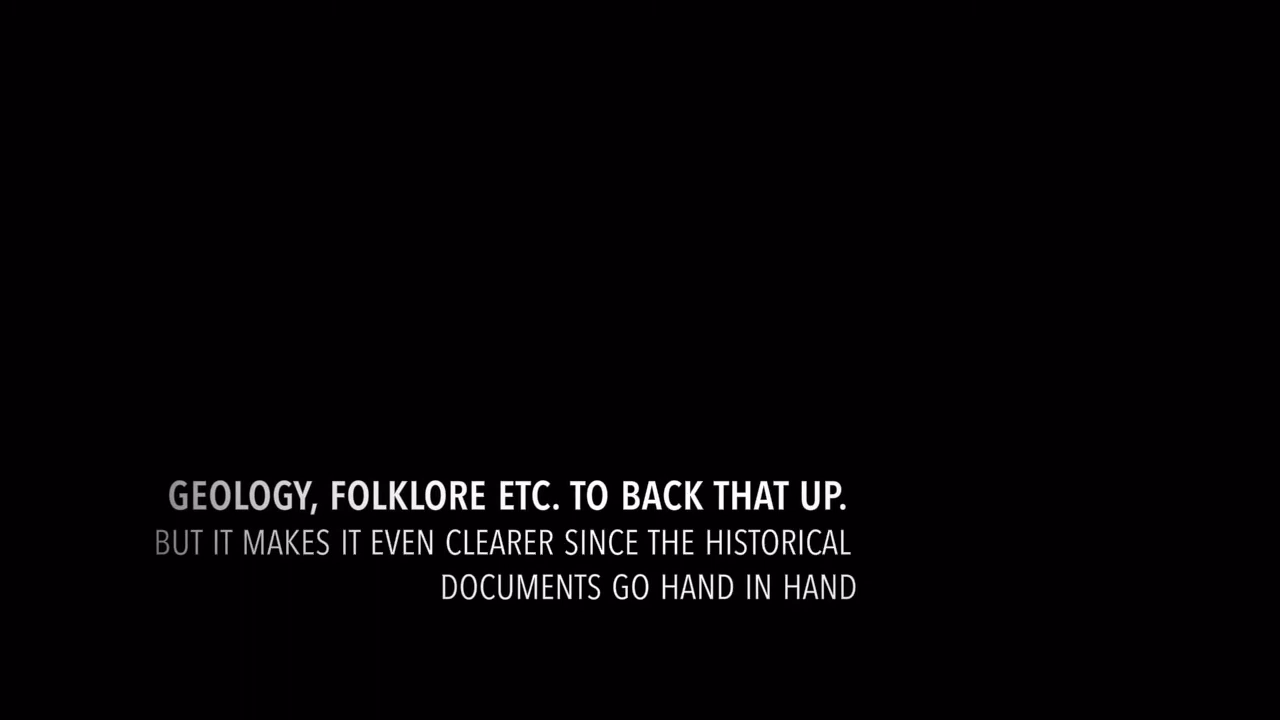 GEOLOGY, FOLKLORE ETC. TO BACK THAT UP.
BUT IT MAKES IT EVEN CLEARER SINCE THE HISTORICAL
DOCUMENTS GO HAND IN HAND